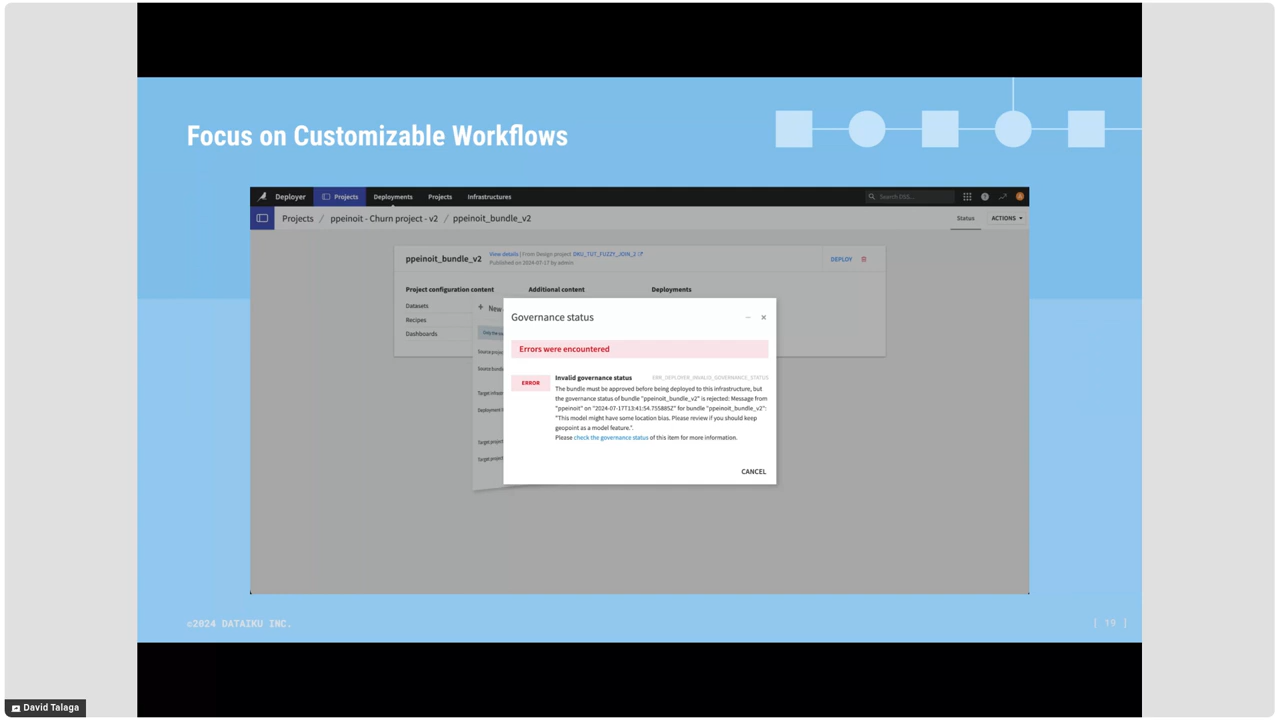 Focus on Customizable Workflows
Deployer Projects Deployments Projects Infrastructures Search DSS...
Projects / ppeinoit - Churn project - v2 / ppeinoit_bundle_v2 Status ACTIONS
ppeinoit_bundle_v2 View details | From Design project DKU_TUT_FUZZY_JOIN_2 DEPLOY
Published on 2024-07-17 by admin
Project configuration content Additional content Deployments
Datasets
Recipes
Dashboards
+ New
Target
Deployment
Governance status
Errors were encountered
ERROR Invalid governance status ERR_DEPLOYER_INVALID_GOVERNANCE_STATUS
The bundle must be approved before being deployed to this infrastructure, but
the governance status of bundle "ppeinoit_bundle_v2" is rejected: Message from
"ppeinoit" on "2024-07-17T13:41:54.755885Z" for bundle "ppeinoit_bundle_v2":
"This model might have some location bias. Please review if you should keep
geopoint as a model feature.".
Please check the governance status of this item for more information.
CANCEL
©2024 DATAIKU INC. | 19 |
David Talaga